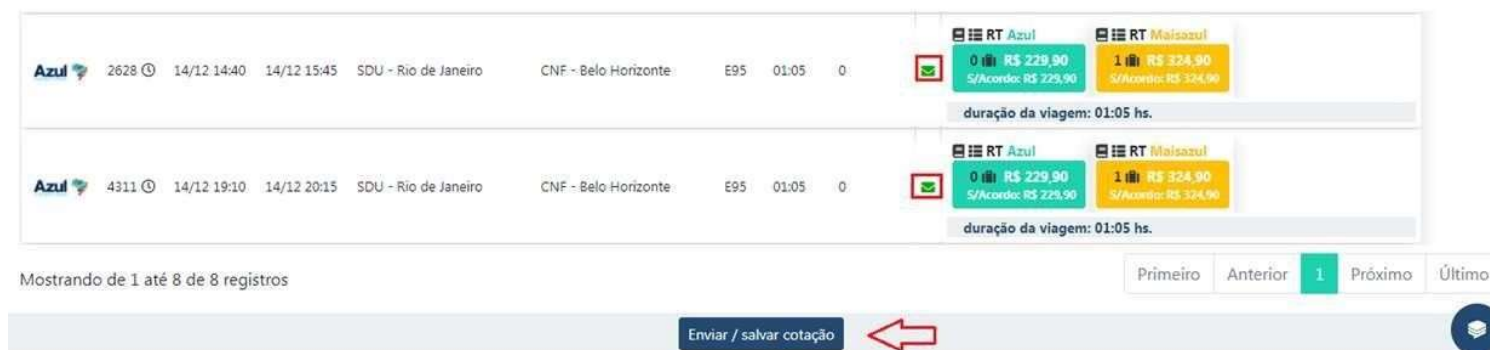 RT Azul RT Maisazul
Azul 2628 14/12 14:40 14/12 15:45 SDU - Rio de Janeiro CNF - Belo Horizonte E95 01:05 0 0 R$ 229,90 1 R$ 324,90
S/Acordo: R$ 229,90 S/Acordo: R$ 324,90
duração da viagem: 01:05 hs.
RT Azul RT Maisazul
Azul 4311 14/12 19:10 14/12 20:15 SDU - Rio de Janeiro CNF - Belo Horizonte E95 01:05 0 0 R$ 229,90 1 R$ 324,90
S/Acordo: R$ 229,90 S/Acordo: R$ 324,90
duração da viagem: 01:05 hs.
Mostrando de 1 até 8 de 8 registros Primeiro Anterior 1 Próximo Último
Enviar / salvar cotação